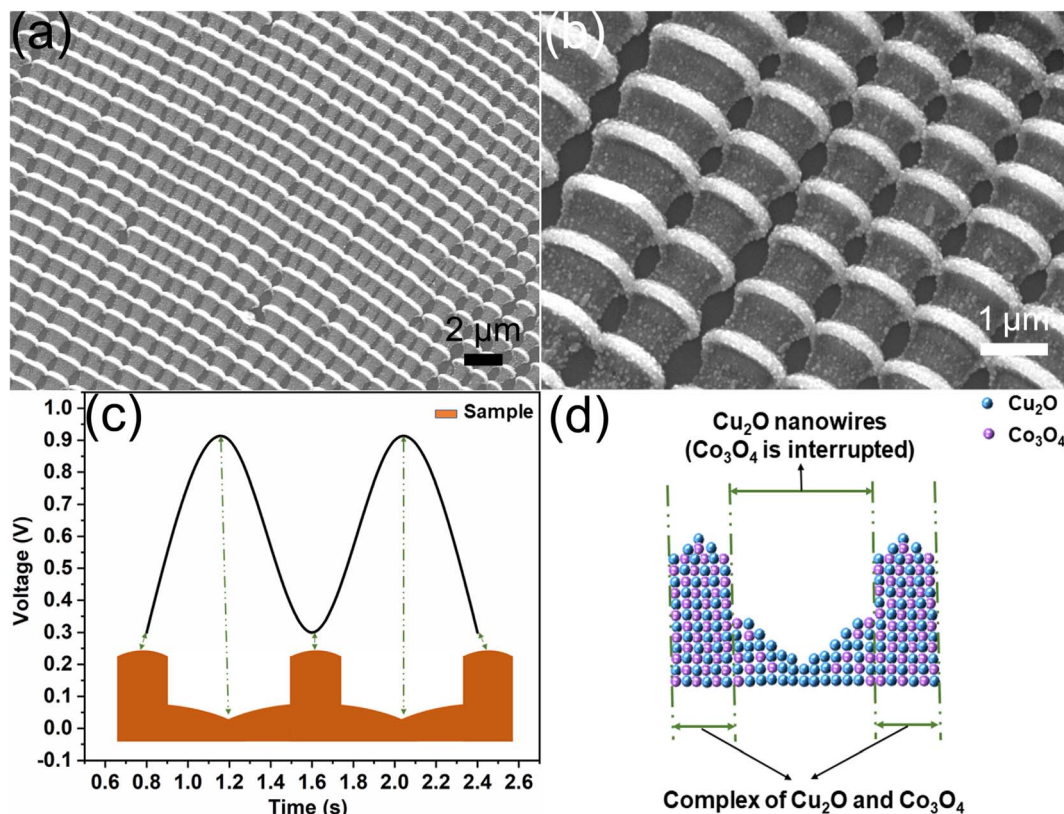 (a)
2 μm
(b)
1 μm
(c)
Sample
1.0
0.9
0.8
0.7
0.6
0.5
0.4
0.3
0.2
0.1
0.0
-0.1
Voltage (V)
0.6 0.8 1.0 1.2 1.4 1.6 1.8 2.0 2.2 2.4 2.6
Time (s)
(d)
Cu₂O
Co₃O₄
Cu₂O nanowires
(Co₃O₄ is interrupted)
Complex of Cu₂O and Co₃O₄